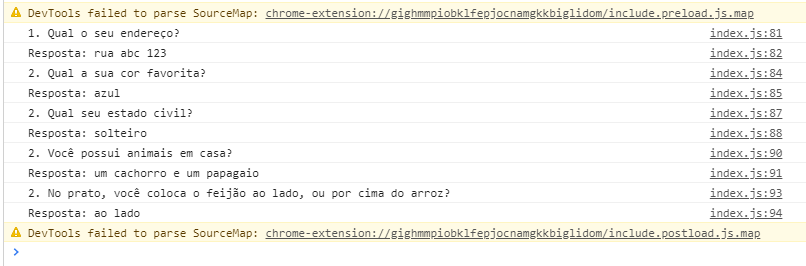 DevTools failed to parse SourceMap: chrome-extension://gighmmpiobklfepjocnamgkkbiglidom/include.preload.js.map
1. Qual o seu endereço? index.js:81
Resposta: rua abc 123 index.js:82
2. Qual a sua cor favorita? index.js:84
Resposta: azul index.js:85
2. Qual seu estado civil? index.js:87
Resposta: solteiro index.js:88
2. Você possui animais em casa? index.js:90
Resposta: um cachorro e um papagaio index.js:91
2. No prato, você coloca o feijão ao lado, ou por cima do arroz? index.js:93
Resposta: ao lado index.js:94
DevTools failed to parse SourceMap: chrome-extension://gighmmpiobklfepjocnamgkkbiglidom/include.postload.js.map